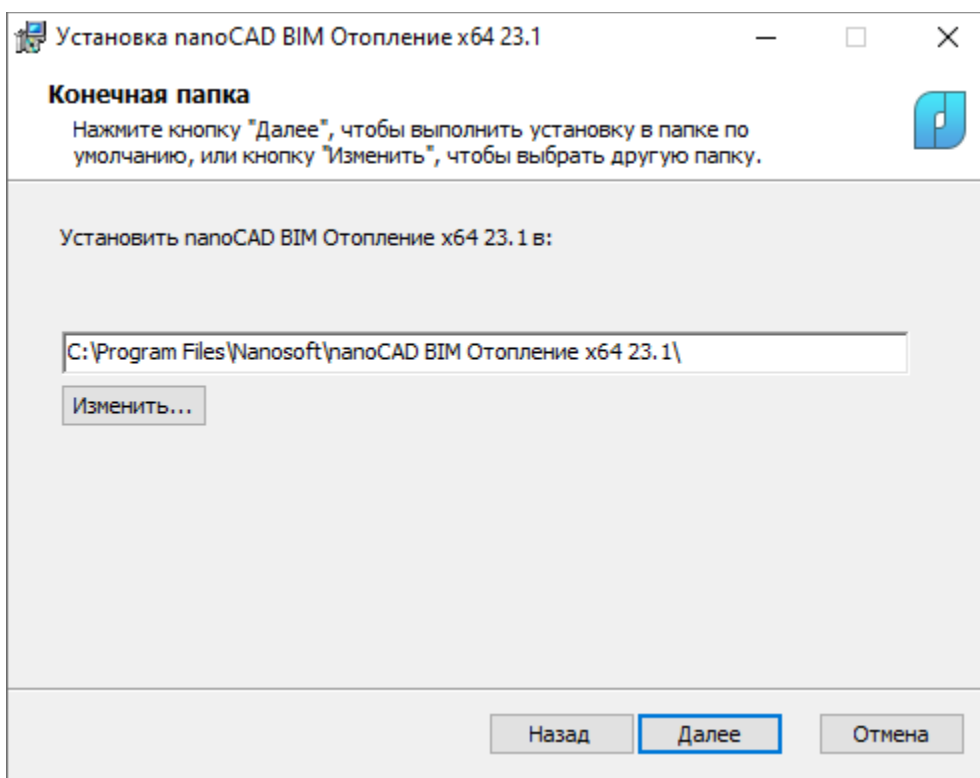 Установка nanoCAD BIM Отопление x64 23.1
Конечная папка
Нажмите кнопку "Далее", чтобы выполнить установку в папке по
умолчанию, или кнопку "Изменить", чтобы выбрать другую папку.
Установить nanoCAD BIM Отопление x64 23.1 в:
C:\Program Files\Nanosoft\nanoCAD BIM Отопление x64 23.1\
Изменить...
Назад Далее Отмена